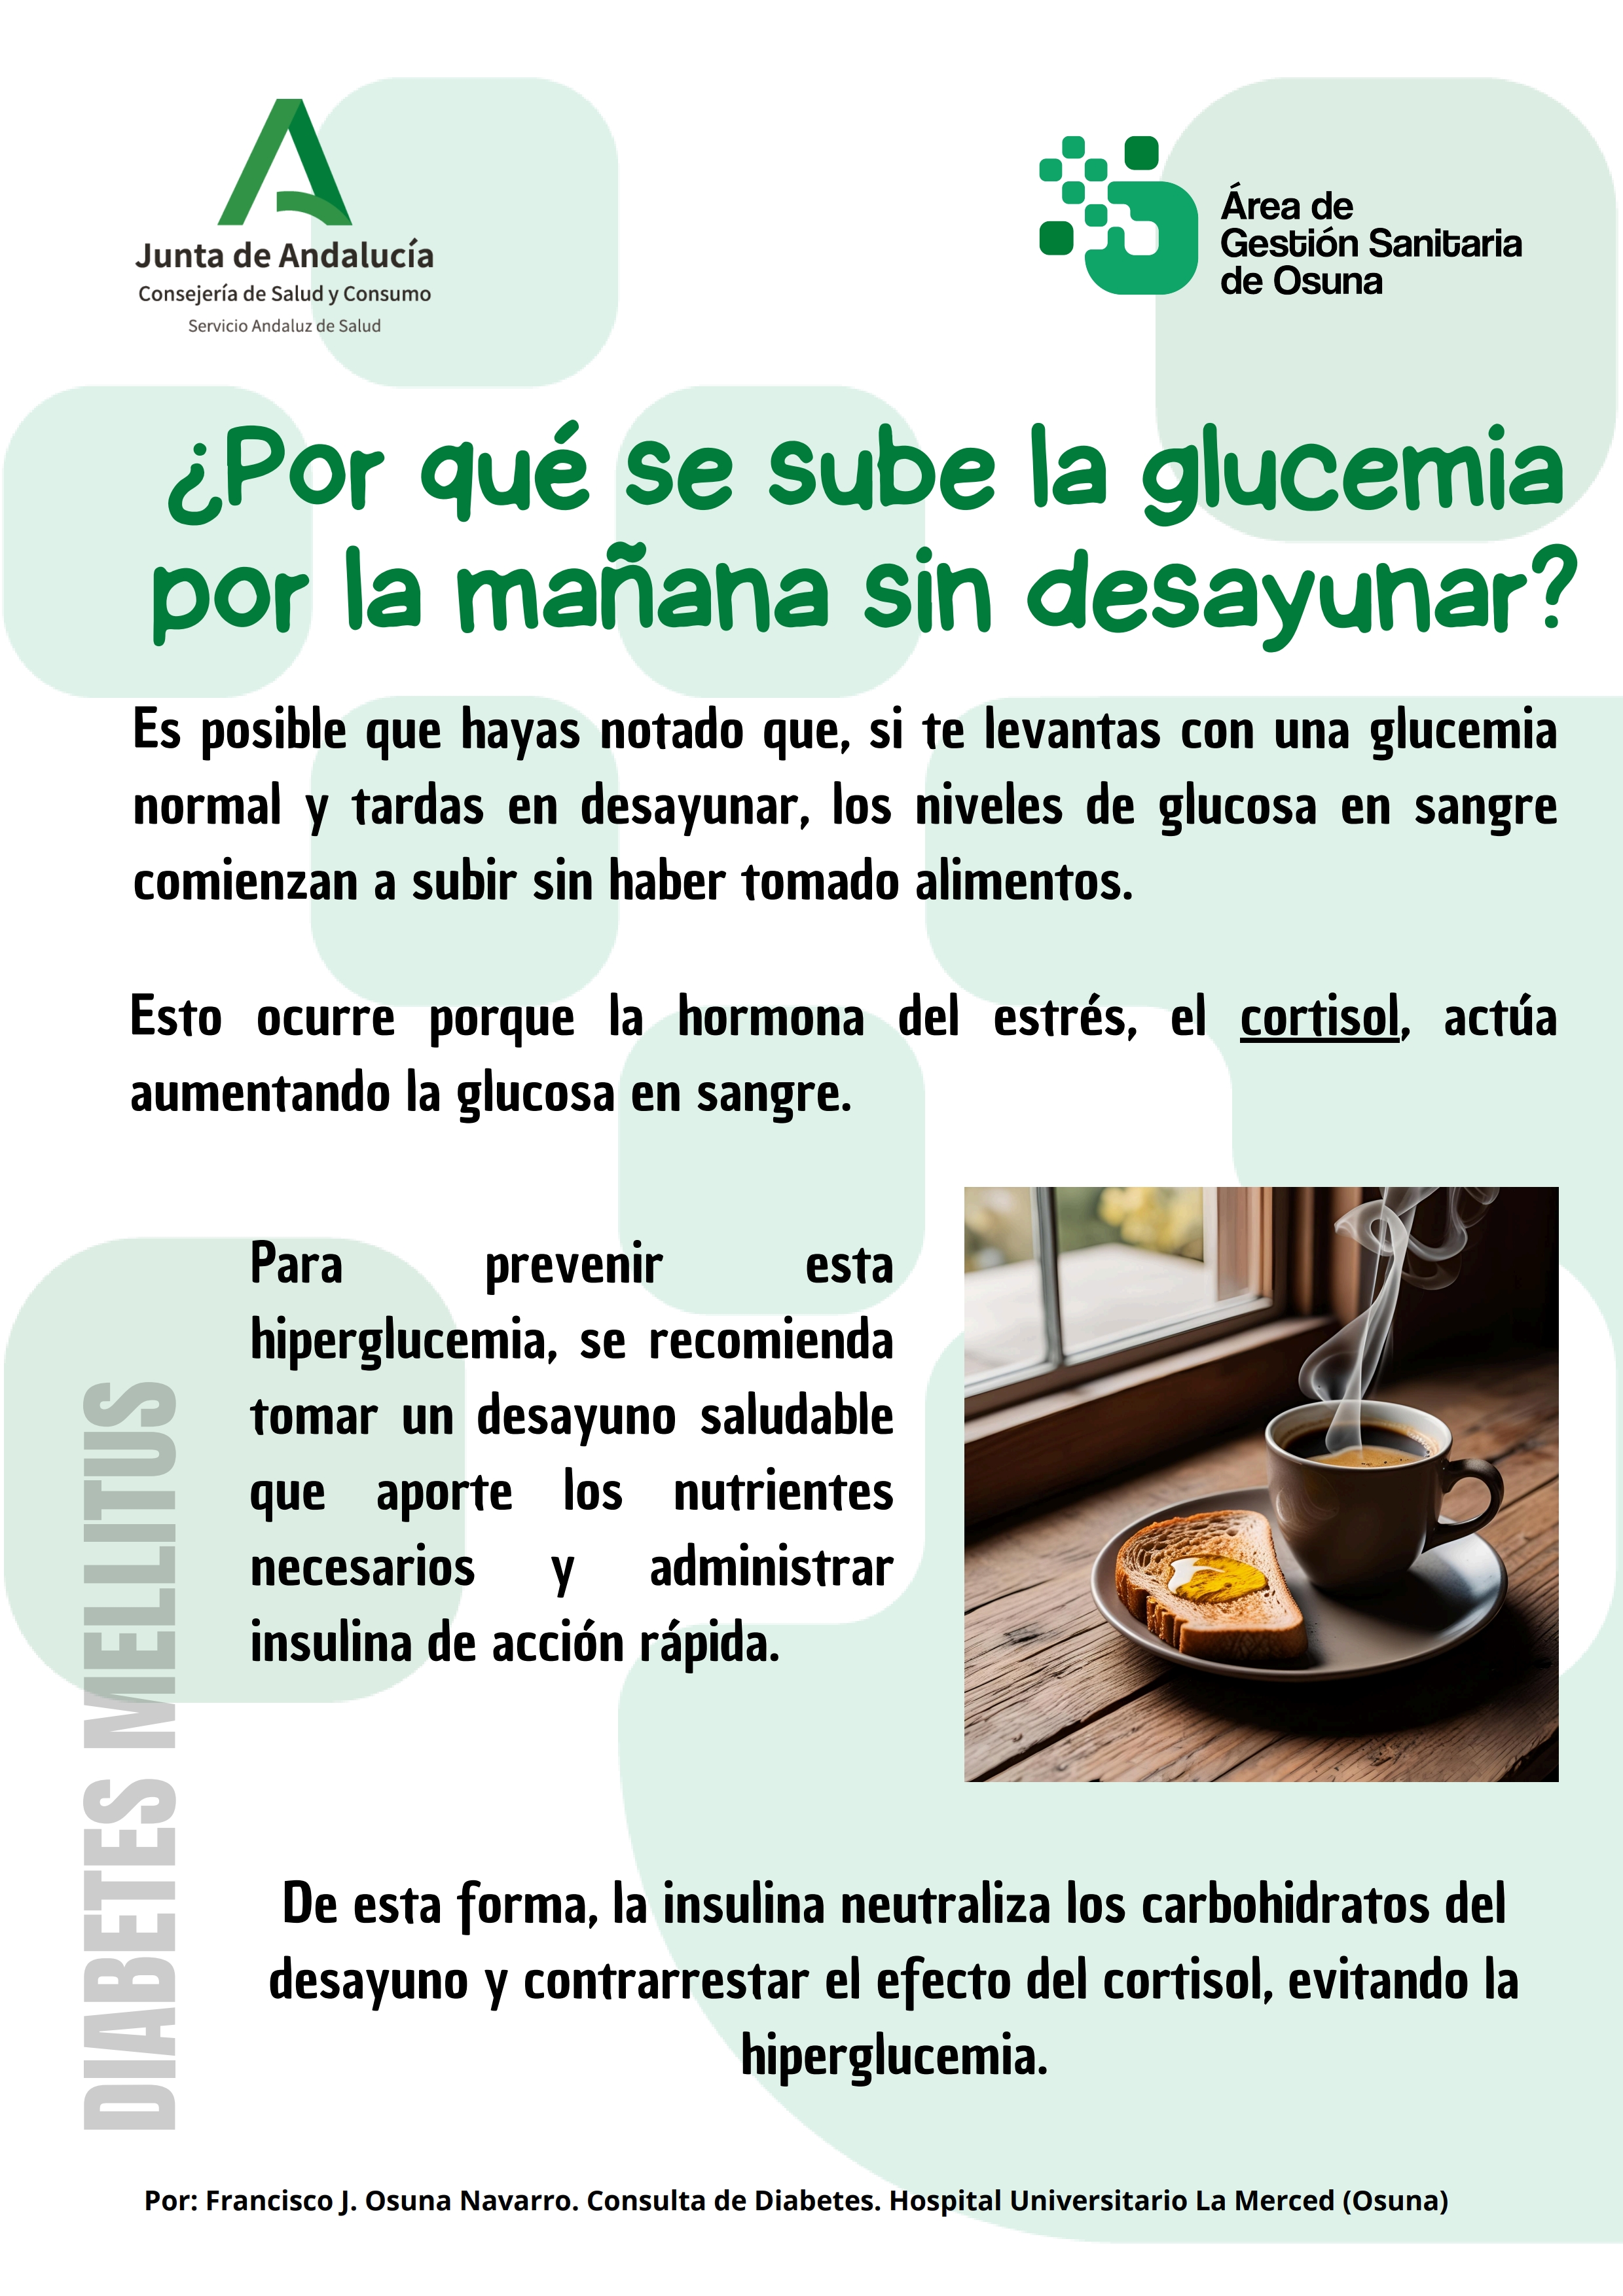 Junta de Andalucía
Consejería de Salud y Consumo
Servicio Andaluz de Salud
Área de
Gestión Sanitaria
de Osuna
¿Por qué se sube la glucemia
por la mañana sin desayunar?
Es posible que hayas notado que, si te levantas con una glucemia
normal y tardas en desayunar, los niveles de glucosa en sangre
comienzan a subir sin haber tomado alimentos.
Esto ocurre porque la hormona del estrés, el cortisol, actúa
aumentando la glucosa en sangre.
Para prevenir esta
hiperglucemia, se recomienda
tomar un desayuno saludable
que aporte los nutrientes
necesarios y administrar
insulina de acción rápida.
DIABETES MELLITUS
De esta forma, la insulina neutraliza los carbohidratos del
desayuno y contrarrestar el efecto del cortisol, evitando la
hiperglucemia.
Por: Francisco J. Osuna Navarro. Consulta de Diabetes. Hospital Universitario La Merced (Osuna)